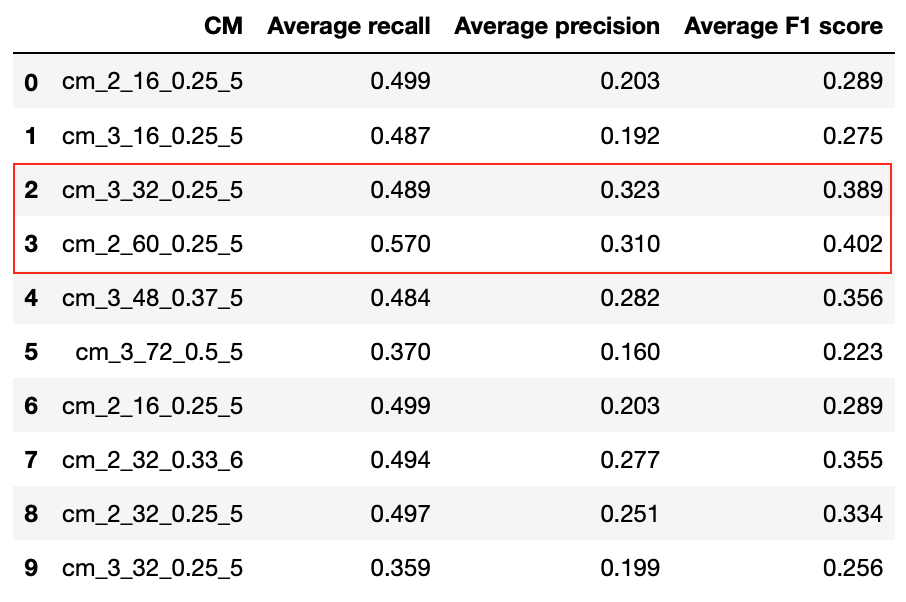 CM Average recall Average precision Average F1 score
0 cm_2_16_0.25_5 0.499 0.203 0.289
1 cm_3_16_0.25_5 0.487 0.192 0.275
2 cm_3_32_0.25_5 0.489 0.323 0.389
3 cm_2_60_0.25_5 0.570 0.310 0.402
4 cm_3_48_0.37_5 0.484 0.282 0.356
5 cm_3_72_0.5_5 0.370 0.160 0.223
6 cm_2_16_0.25_5 0.499 0.203 0.289
7 cm_2_32_0.33_6 0.494 0.277 0.355
8 cm_2_32_0.25_5 0.497 0.251 0.334
9 cm_3_32_0.25_5 0.359 0.199 0.256